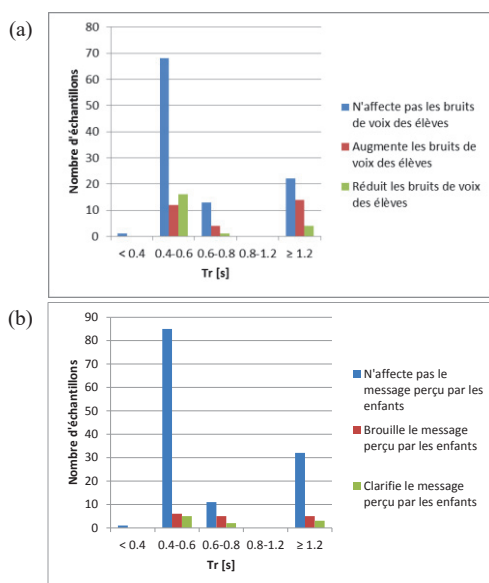 (a)
80
70
60
50
40
30
20
10
0
Nombre d'échantillons
< 0.4 0.4-0.6 0.6-0.8 0.8-1.2 ≥ 1.2
Tr [s]
N'affecte pas les bruits
de voix des élèves
Augmente les bruits de
voix des élèves
Réduit les bruits de voix
des élèves
(b)
90
80
70
60
50
40
30
20
10
0
Nombre d'échantillons
< 0.4 0.4-0.6 0.6-0.8 0.8-1.2 ≥ 1.2
Tr [s]
N'affecte pas le
message perçu par les
enfants
Brouille le message
perçu par les enfants
Clarifie le message
perçu par les enfants